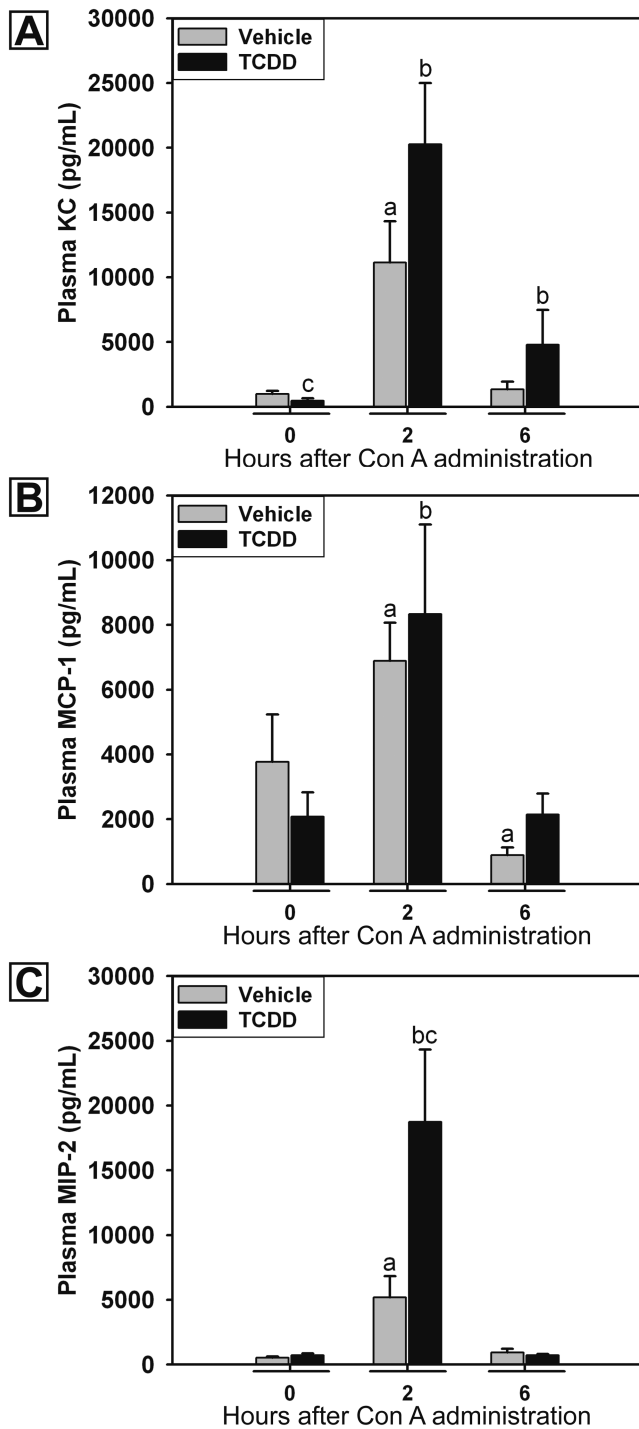 A
Plasma KC (pg/mL)
30000
25000
20000
15000
10000
5000
0
Vehicle
TCDD
c
a
b
b
0 2 6
Hours after Con A administration
B
Plasma MCP-1 (pg/mL)
12000
10000
8000
6000
4000
2000
0
Vehicle
TCDD
a
b
a
0 2 6
Hours after Con A administration
C
Plasma MIP-2 (pg/mL)
30000
25000
20000
15000
10000
5000
0
Vehicle
TCDD
a
bc
0 2 6
Hours after Con A administration